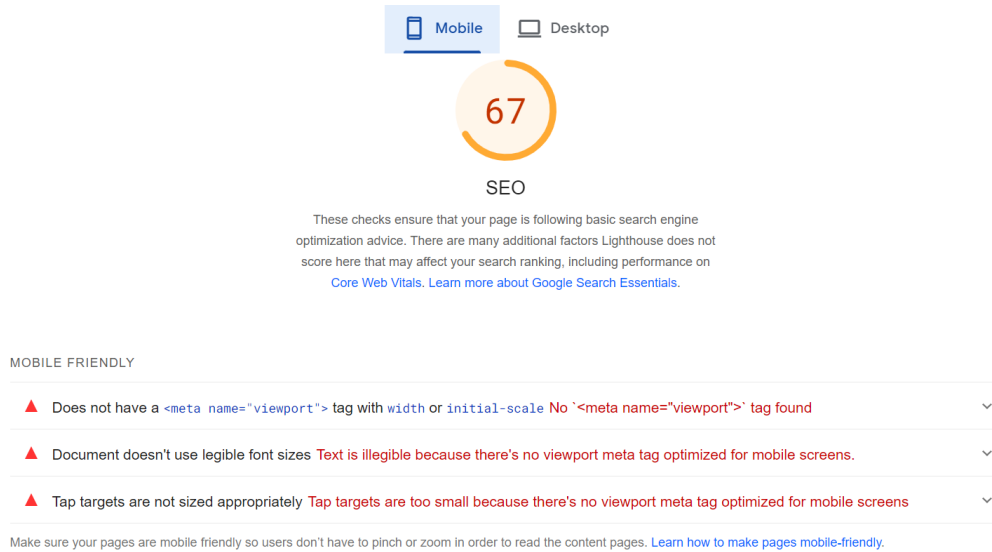 Mobile Desktop
67
SEO
These checks ensure that your page is following basic search engine
optimization advice. There are many additional factors Lighthouse does not
score here that may affect your search ranking, including performance on
Core Web Vitals. Learn more about Google Search Essentials.
MOBILE FRIENDLY
Does not have a <meta name="viewport"> tag with width or initial-scale No `<meta name="viewport">` tag found
Document doesn't use legible font sizes Text is illegible because there's no viewport meta tag optimized for mobile screens.
Tap targets are not sized appropriately Tap targets are too small because there's no viewport meta tag optimized for mobile screens
Make sure your pages are mobile friendly so users don’t have to pinch or zoom in order to read the content pages. Learn how to make pages mobile-friendly.